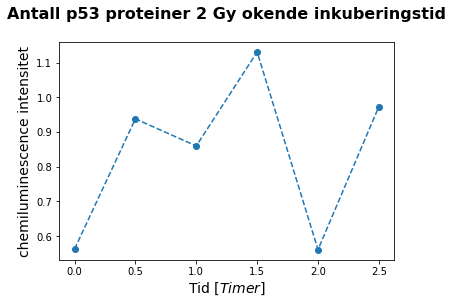 Antall p53 proteiner 2 Gy okende inkuberingstid
chemiluminescence intensitet
1.1
1.0
0.9
0.8
0.7
0.6
0.0 0.5 1.0 1.5 2.0 2.5
Tid [Timer]